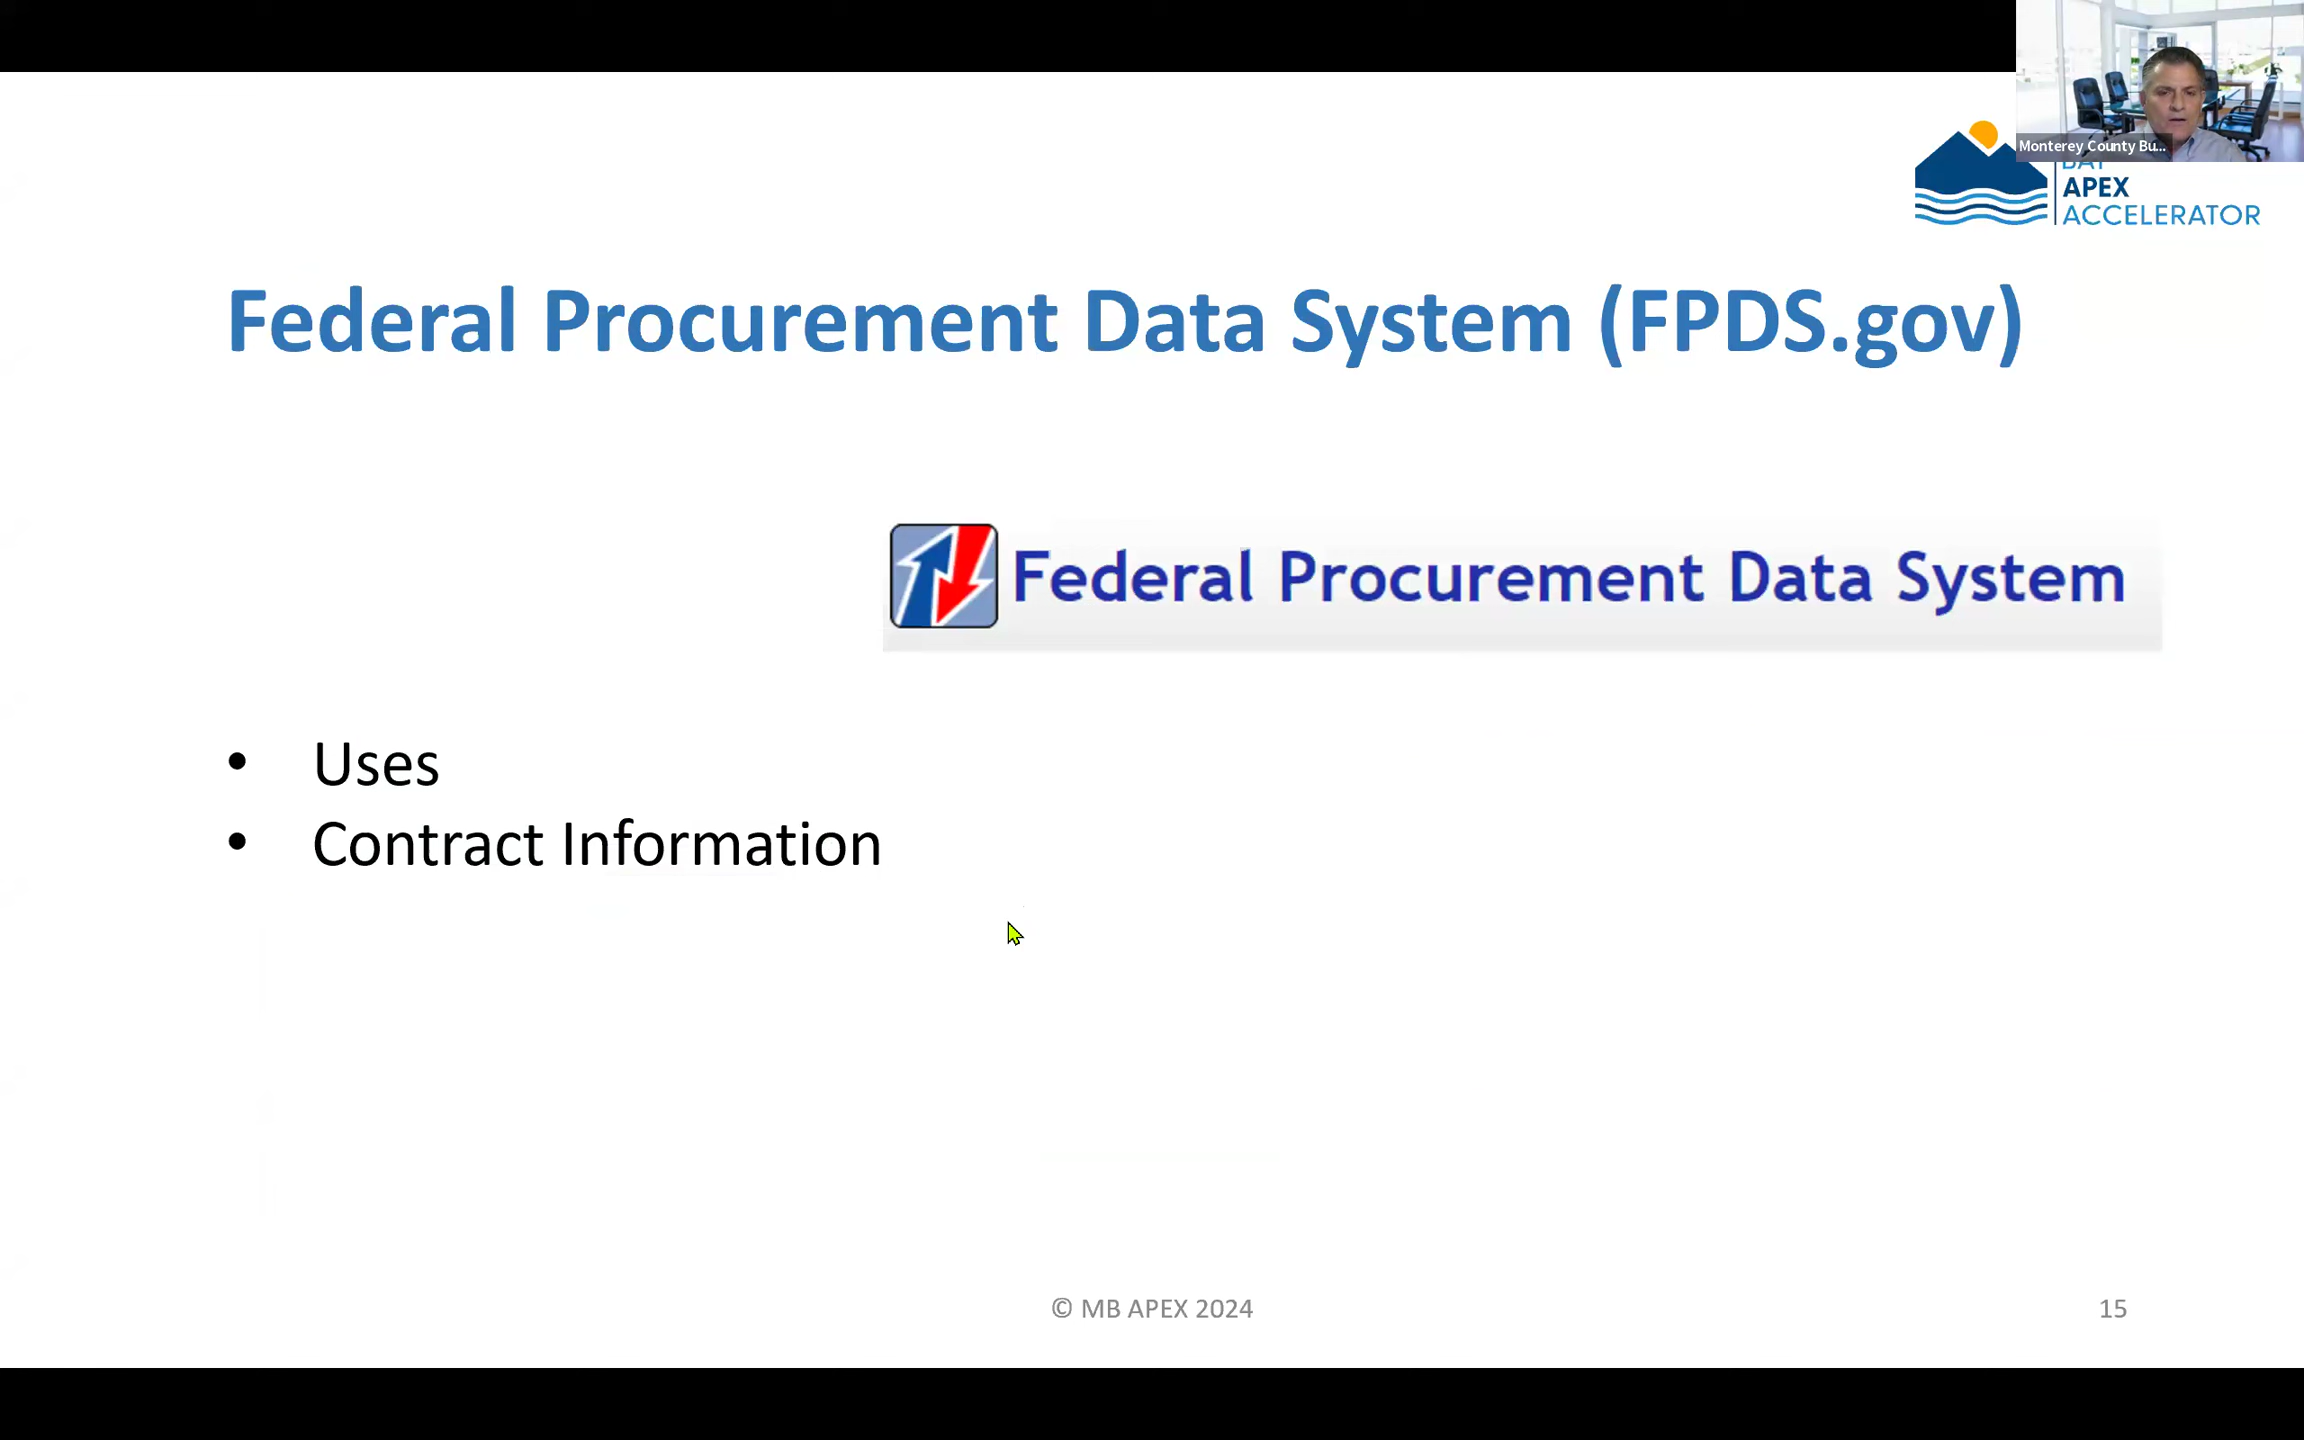 Monterey County Bu...
APEX
ACCELERATOR
Federal Procurement Data System (FPDS.gov)
Federal Procurement Data System
• Uses
• Contract Information
© MB APEX 2024
15